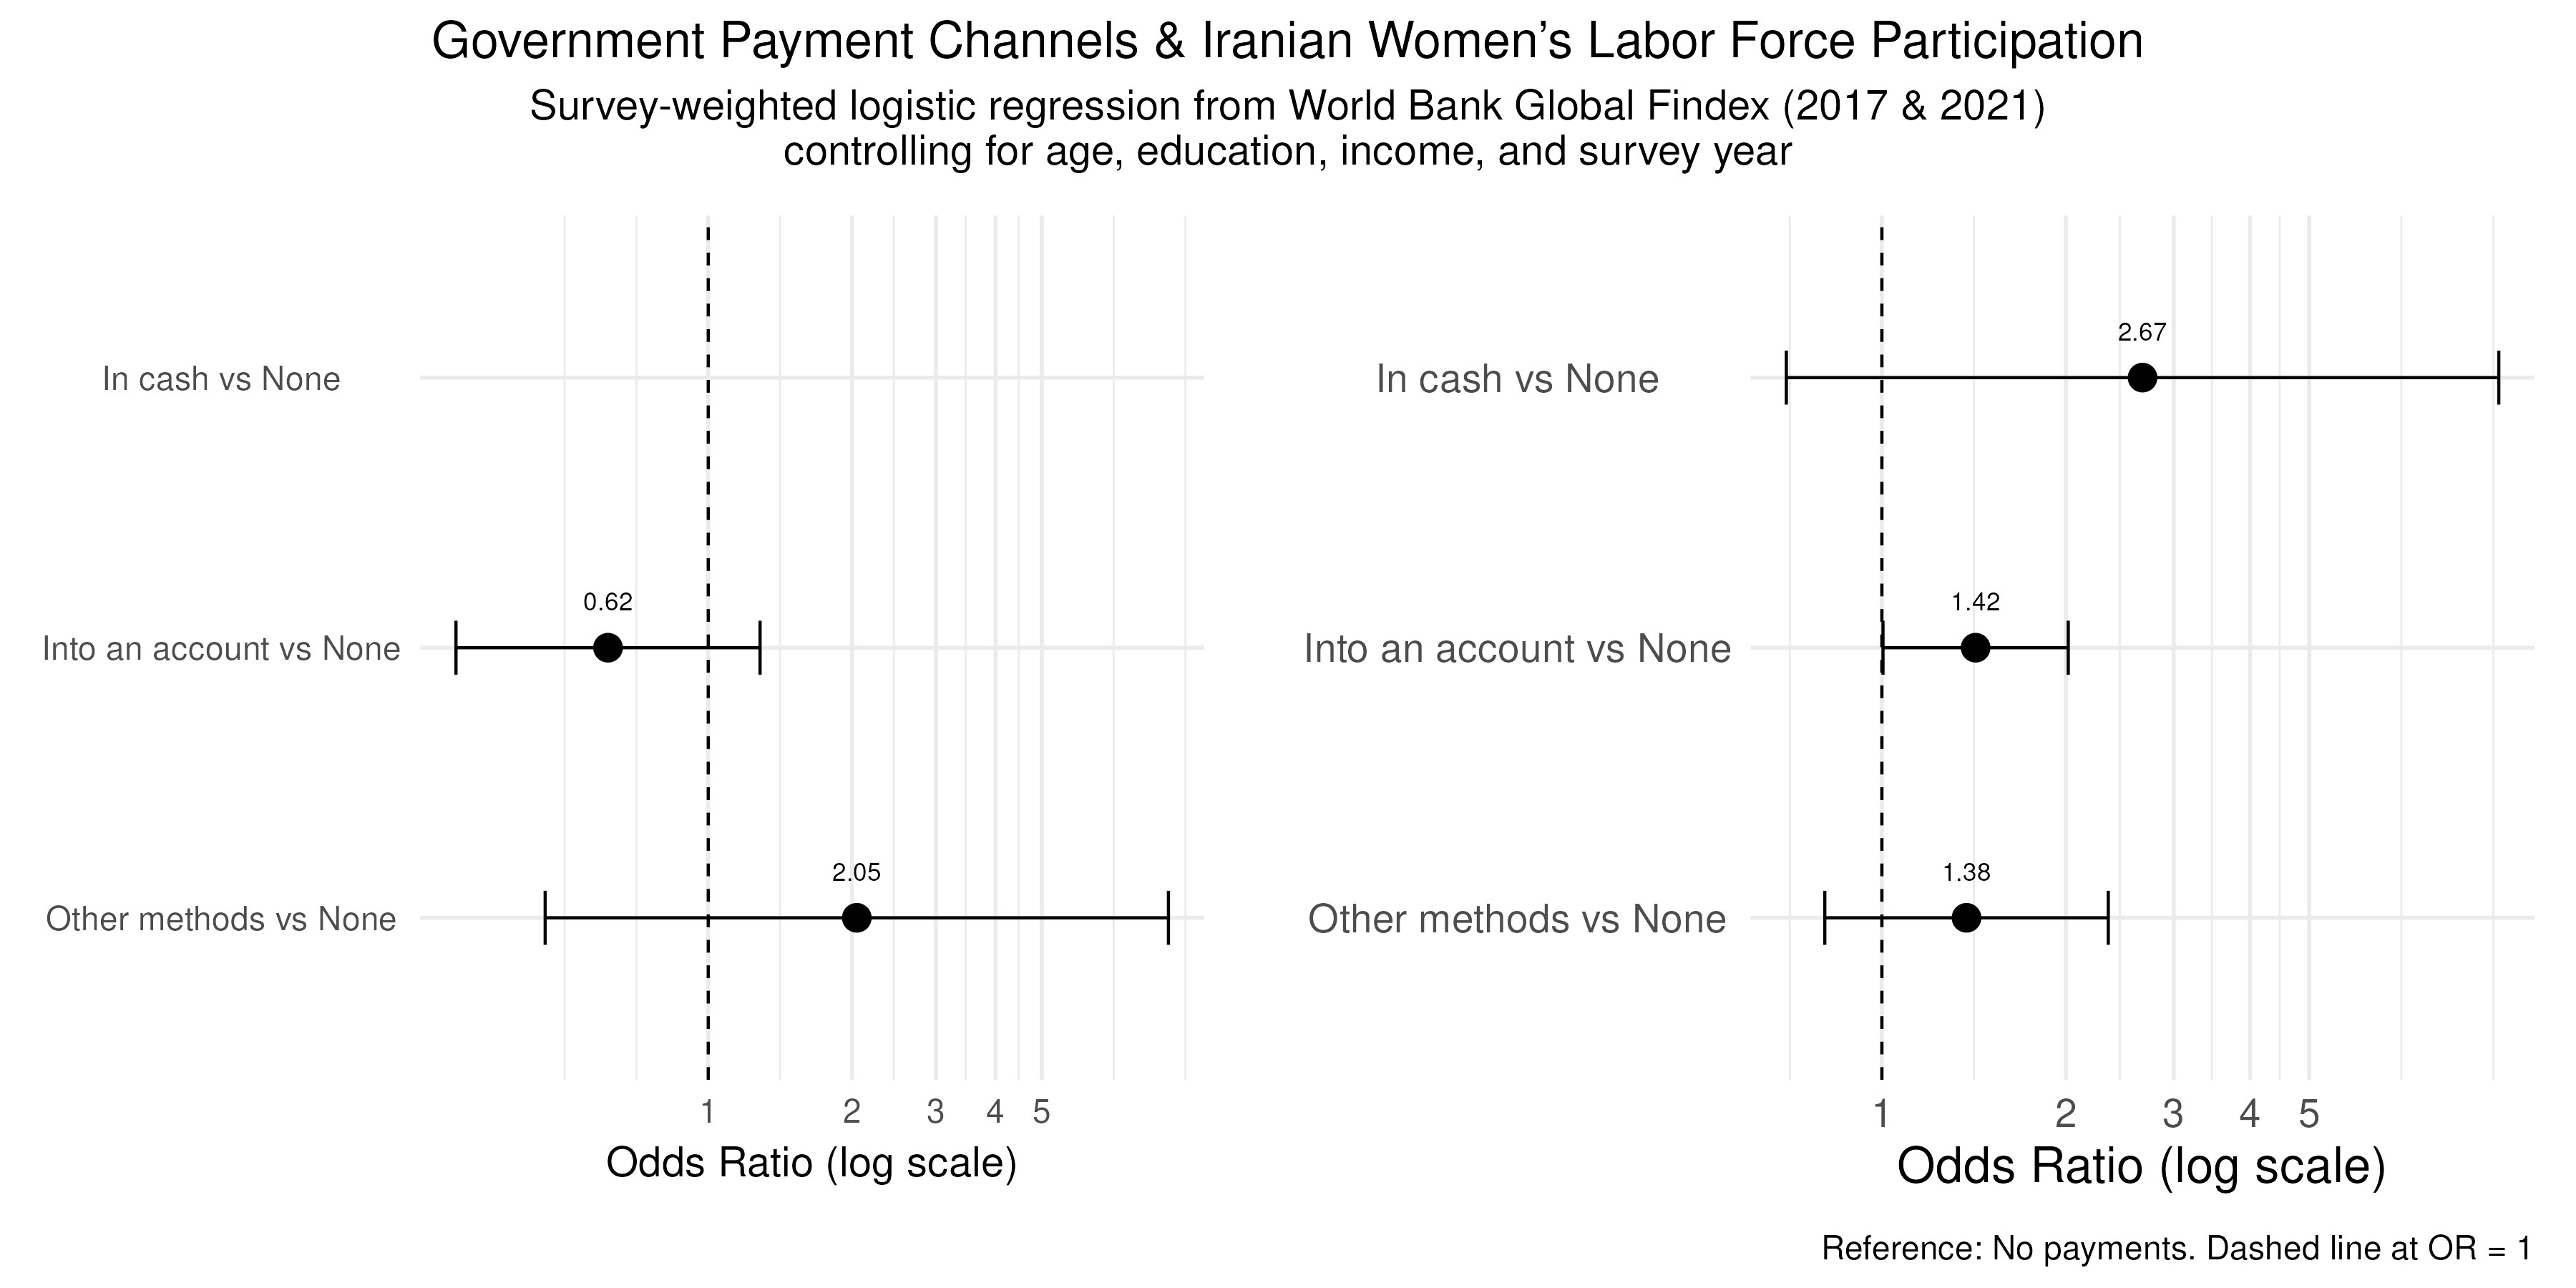 Government Payment Channels & Iranian Women’s Labor Force Participation
Survey-weighted logistic regression from World Bank Global Findex (2017 & 2021)
controlling for age, education, income, and survey year
In cash vs None
Into an account vs None
0.62
Other methods vs None
2.05
1 2 3 4 5
Odds Ratio (log scale)
In cash vs None
2.67
Into an account vs None
1.42
Other methods vs None
1.38
1 2 3 4 5
Odds Ratio (log scale)
Reference: No payments. Dashed line at OR = 1